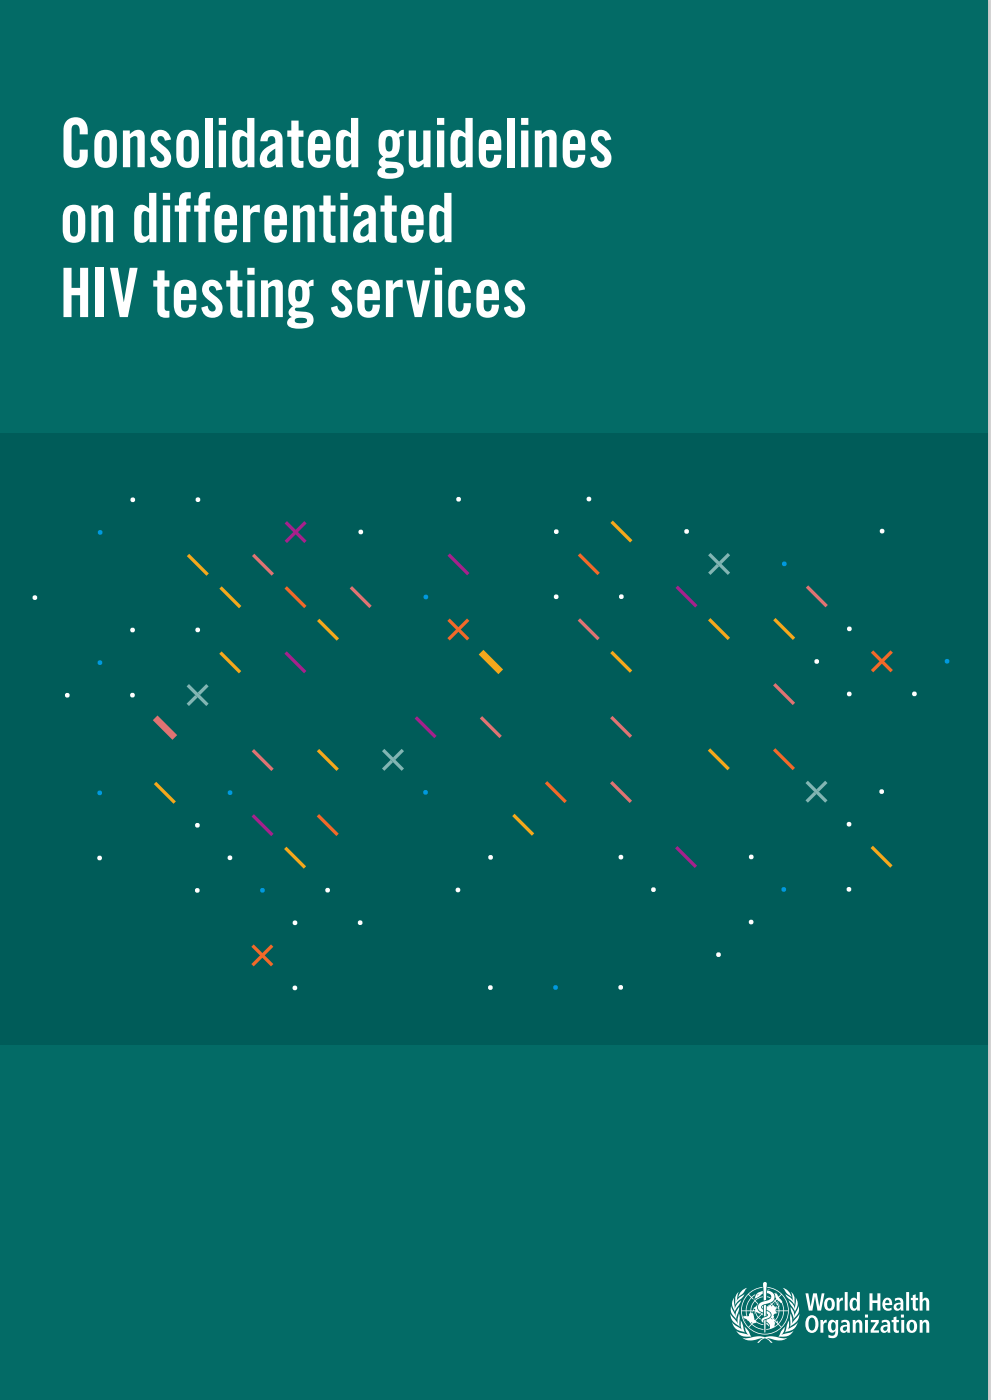 Consolidated guidelines
on differentiated
HIV testing services
World Health
Organization